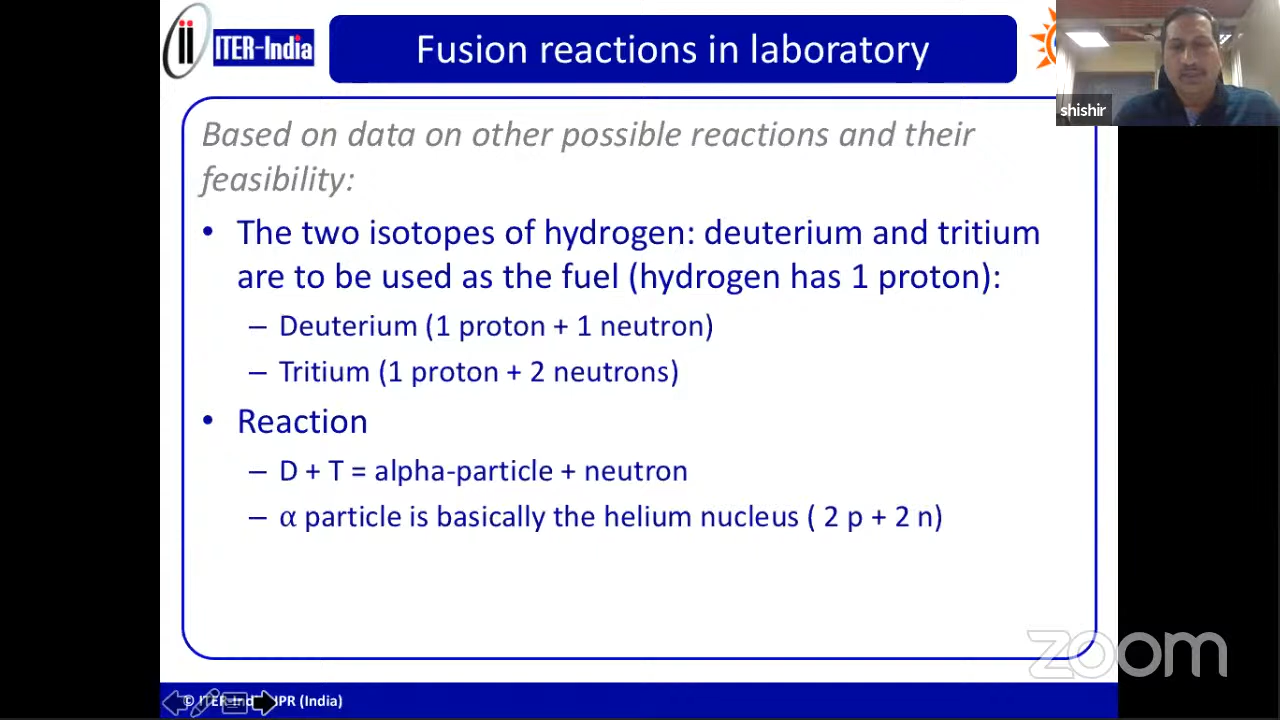 ii ITER-India
Fusion reactions in laboratory
shishir
Based on data on other possible reactions and their
feasibility:
• The two isotopes of hydrogen: deuterium and tritium
are to be used as the fuel (hydrogen has 1 proton):
– Deuterium (1 proton + 1 neutron)
– Tritium (1 proton + 2 neutrons)
• Reaction
– D + T = alpha-particle + neutron
– α particle is basically the helium nucleus ( 2 p + 2 n)
zoom
© (India)